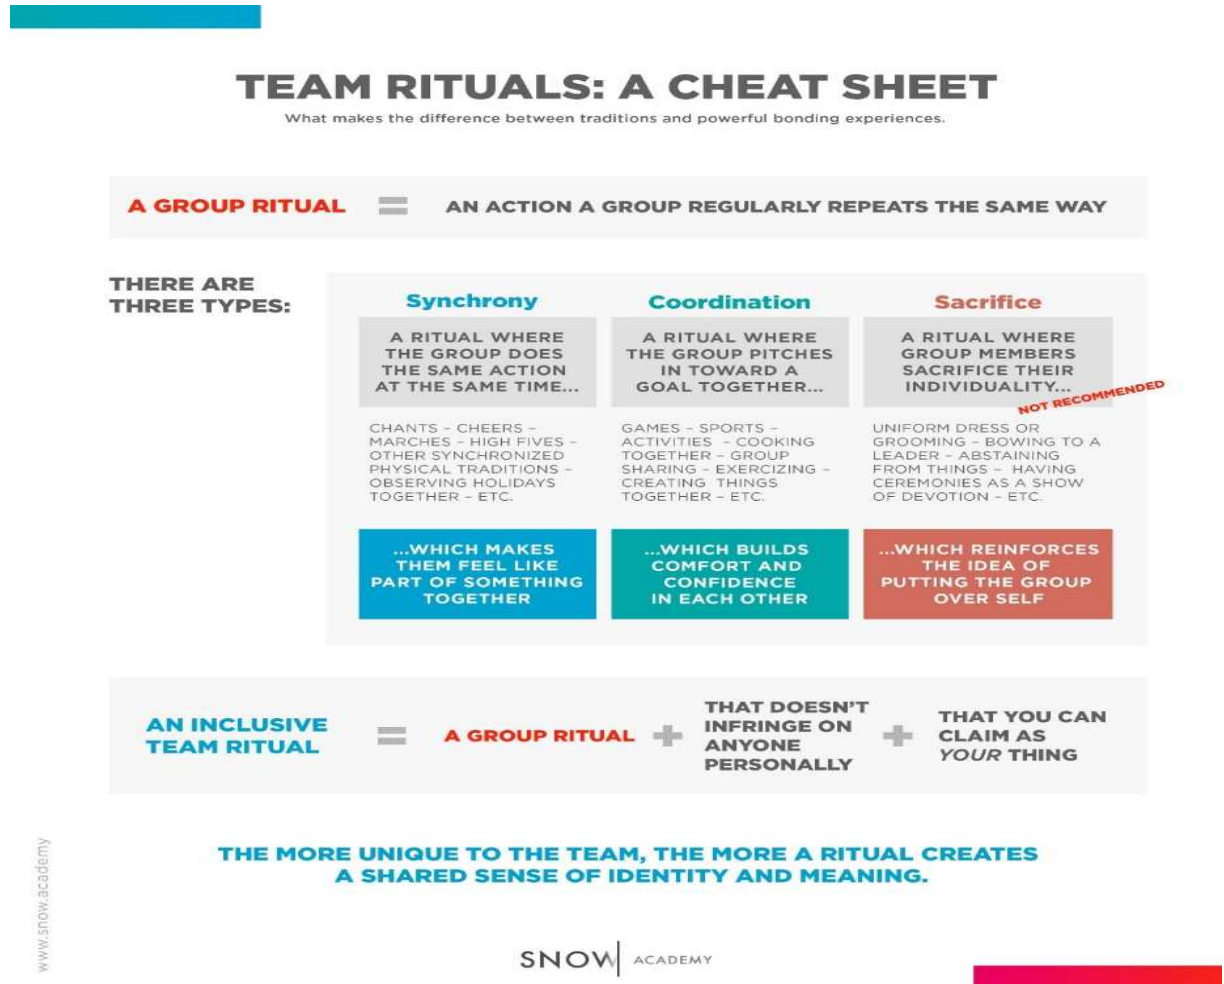 TEAM RITUALS: A CHEAT SHEET
What makes the difference between traditions and powerful bonding experiences.
A GROUP RITUAL = AN ACTION A GROUP REGULARLY REPEATS THE SAME WAY
THERE ARE
THREE TYPES:
Synchrony
A RITUAL WHERE
THE GROUP DOES
THE SAME ACTION
AT THE SAME TIME...
CHANTS – CHEERS –
MARCHES – HIGH FIVES –
OTHER SYNCHRONIZED
PHYSICAL TRADITIONS –
OBSERVING HOLIDAYS
TOGETHER – ETC.
...WHICH MAKES
THEM FEEL LIKE
PART OF SOMETHING
TOGETHER
Coordination
A RITUAL WHERE
THE GROUP PITCHES
IN TOWARD A
GOAL TOGETHER...
GAMES – SPORTS –
ACTIVITIES – COOKING
TOGETHER – GROUP
SHARING – EXERCIZING –
CREATING THINGS
TOGETHER – ETC.
...WHICH BUILDS
COMFORT AND
CONFIDENCE
IN EACH OTHER
Sacrifice
A RITUAL WHERE
GROUP MEMBERS
SACRIFICE THEIR
INDIVIDUALITY...
NOT RECOMMENDED
UNIFORM DRESS OR
GROOMING – BOWING TO A
LEADER – ABSTAINING
FROM THINGS – HAVING
CEREMONIES AS A SHOW
OF DEVOTION – ETC.
...WHICH REINFORCES
THE IDEA OF
PUTTING THE GROUP
OVER SELF
AN INCLUSIVE
TEAM RITUAL
=
A GROUP RITUAL
+
THAT DOESN'T
INFRINGE ON
ANYONE
PERSONALLY
+
THAT YOU CAN
CLAIM AS
YOUR THING
THE MORE UNIQUE TO THE TEAM, THE MORE A RITUAL CREATES
A SHARED SENSE OF IDENTITY AND MEANING.
www.snow.academy
SNOW ACADEMY